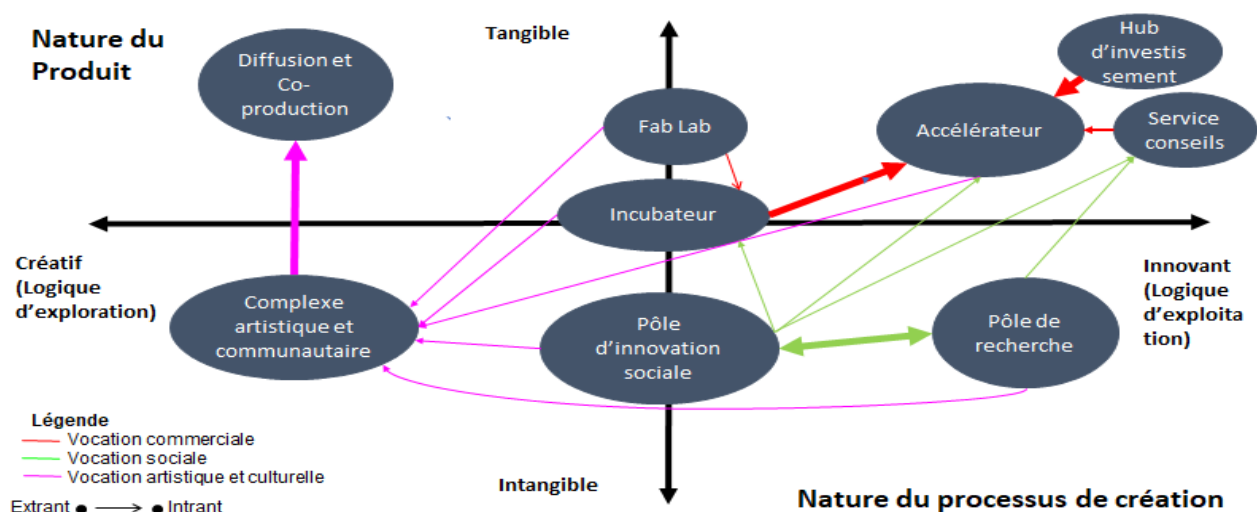 Nature du
Produit
Tangible
Diffusion et
Co-
production
Hub
d'investis
sement
Fab Lab
Accélérateur
Service
conseils
Incubateur
Créatif
(Logique
d'exploration)
Innovant
(Logique
d'exploita
tion)
Complexe
artistique et
communautaire
Pôle
d'innovation
sociale
Pôle de
recherche
Légende
Vocation commerciale
Vocation sociale
Vocation artistique et culturelle
Extrant Intrant
Intangible
Nature du processus de création